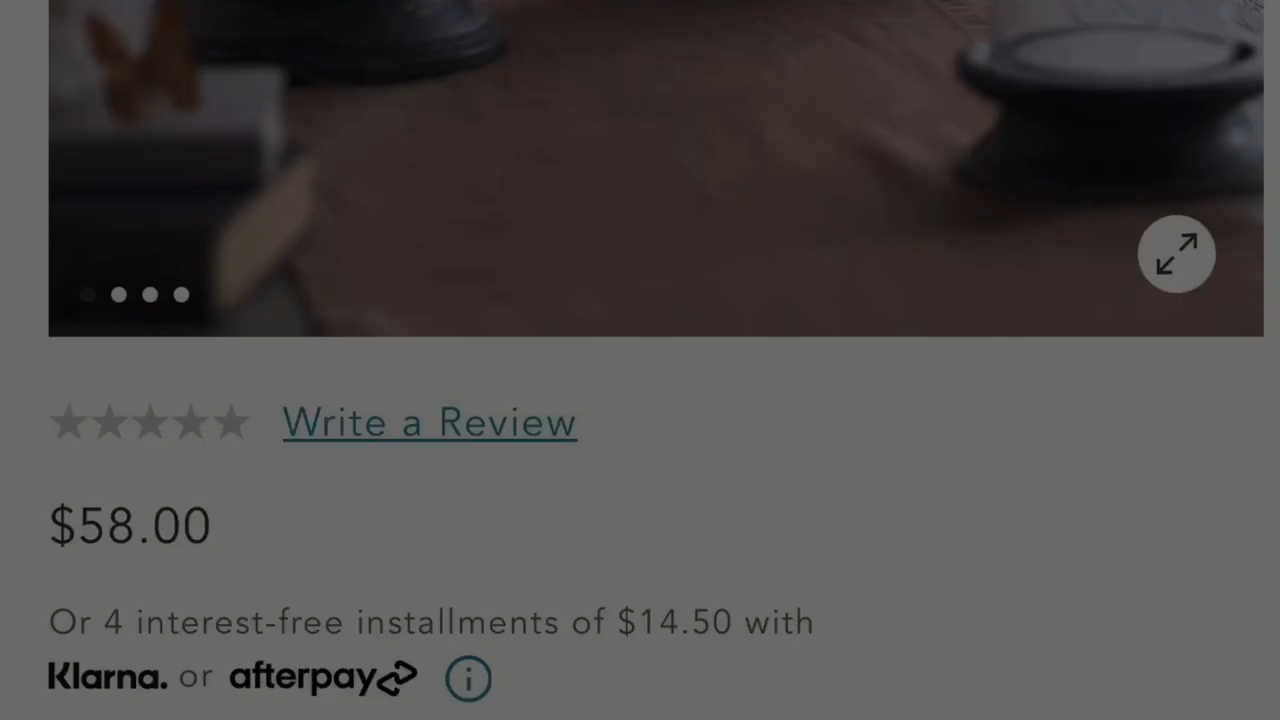 Write a Review
$58.00
Or 4 interest-free installments of $14.50 with
Klarna. or afterpay